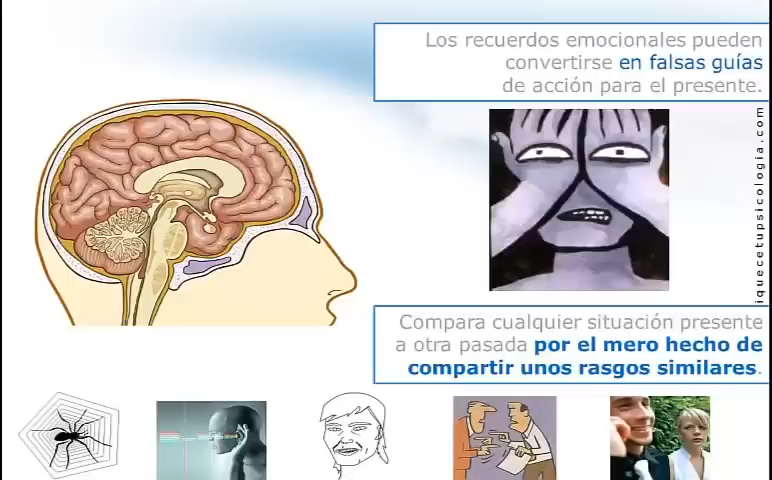 Los recuerdos emocionales pueden
convertirse en falsas guías
de acción para el presente.
iquecetupsicologia.com
Compara cualquier situación presente
a otra pasada por el mero hecho de
compartir unos rasgos similares.